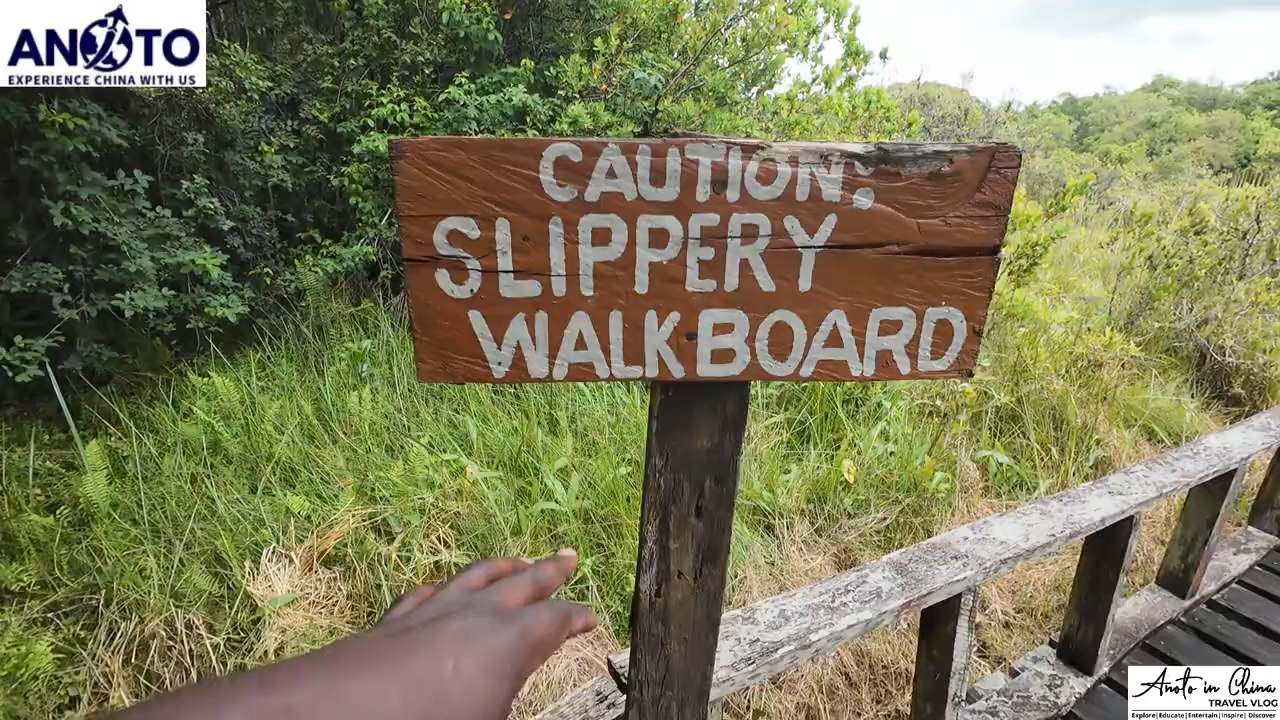 ANOTO
EXPERIENCE CHINA WITH US
CAUTION:
SLIPPERY
WALKBOARD
Anoto in China
TRAVEL VLOG
Explore|Educate|Entertain|Inspire| Discover